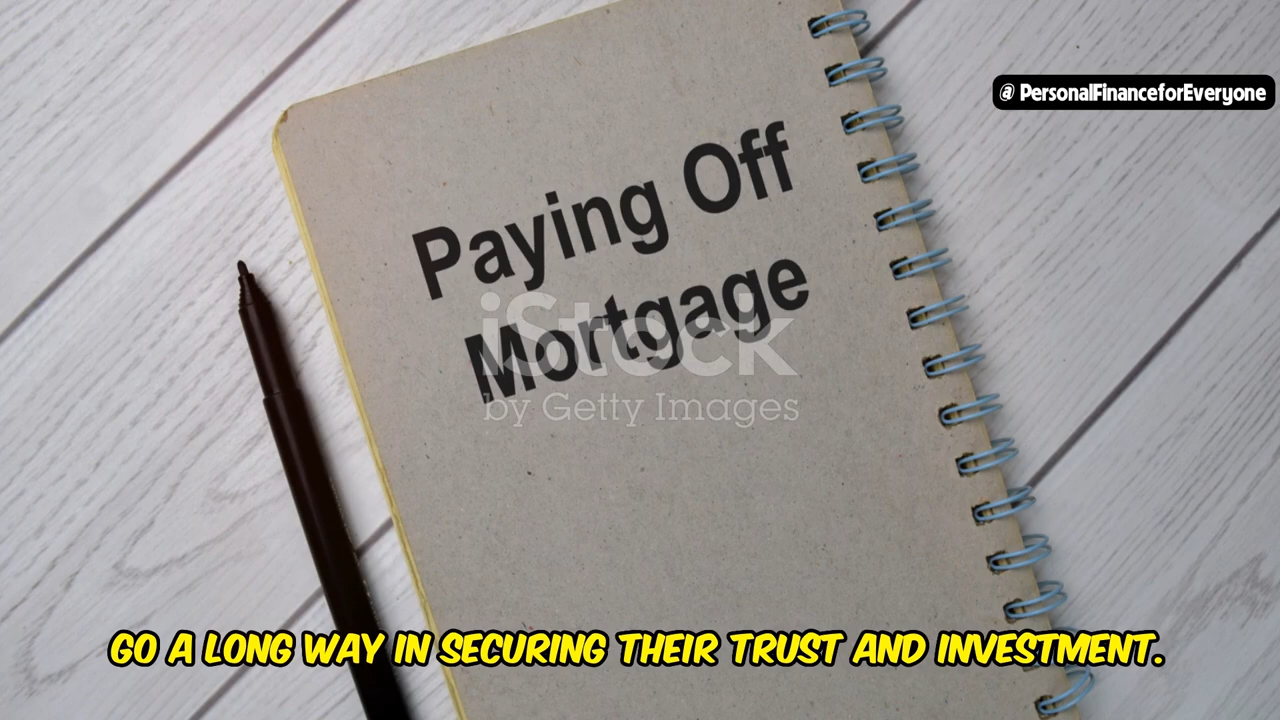 @ PersonalFinanceforEveryone
Paying Off
Mortgage
iStock
by Getty Images
GO A LONG WAY IN SECURING THEIR TRUST AND INVESTMENT.